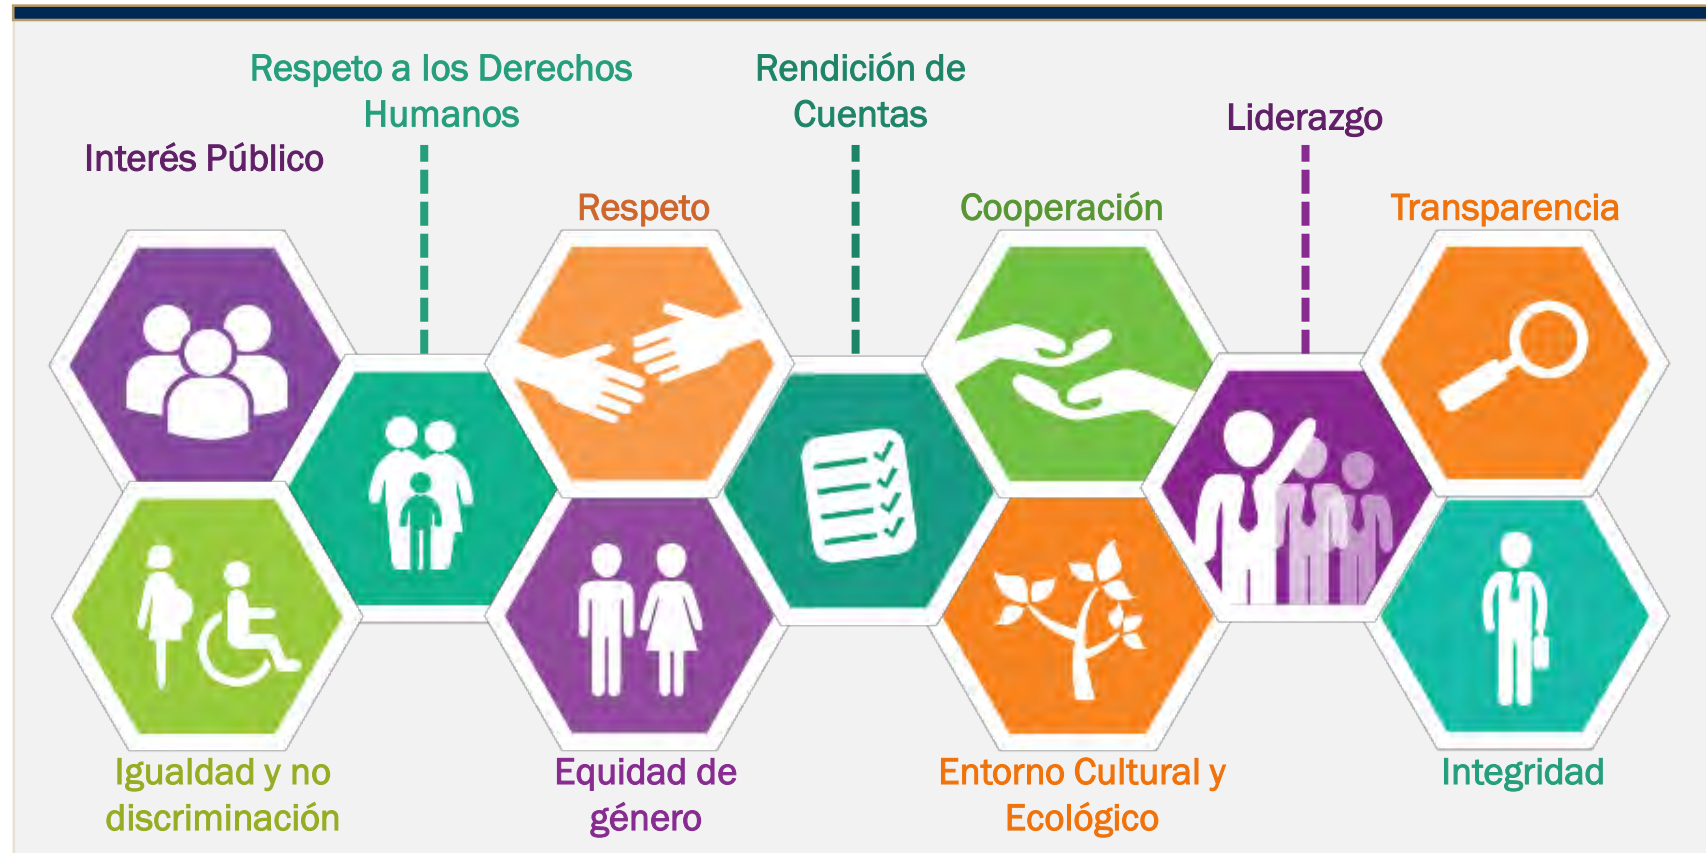 Respeto a los Derechos
Humanos
Rendición de
Cuentas
Liderazgo
Interés Público
Respeto
Cooperación
Transparencia
Igualdad y no
discriminación
Equidad de
género
Entorno Cultural y
Ecológico
Integridad